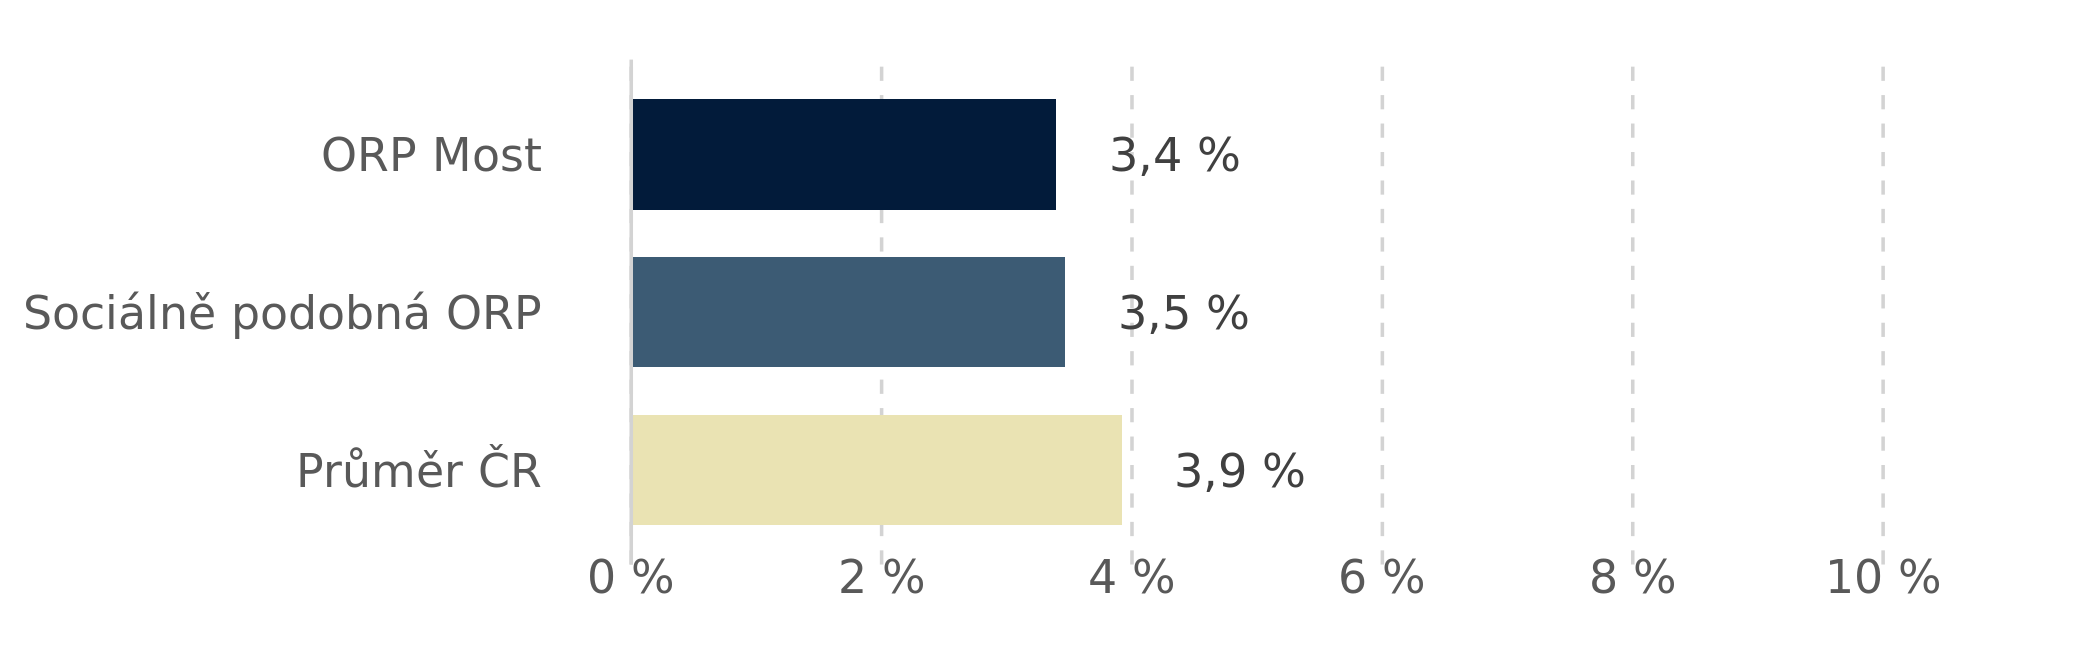 ORP Most
3,4 %
Sociálně podobná ORP
3,5 %
Průměr ČR
3,9 %
0 % 2 % 4 % 6 % 8 % 10 %